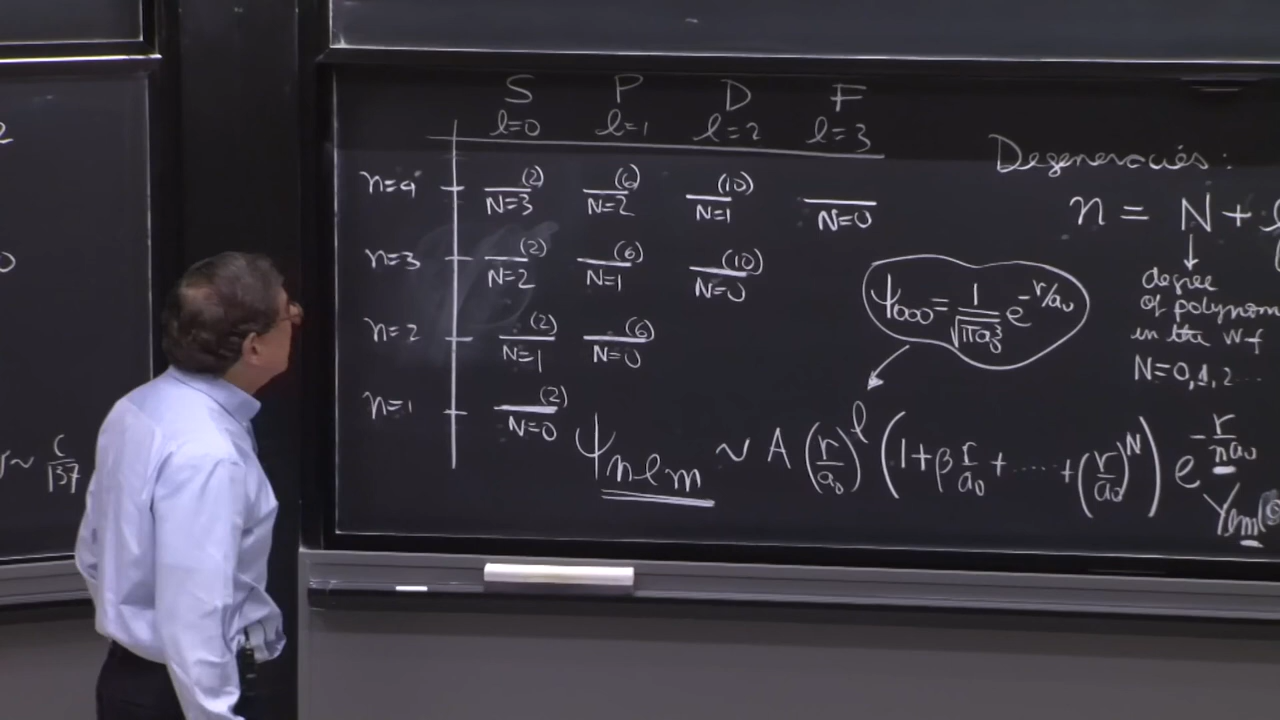 S P D F
l=0 l=1 l=2 l=3
n=4 (2) (6) (10)
N=3 N=2 N=1 N=0
n=3 (2) (6) (10)
N=2 N=1 N=0
n=2 (2) (6)
N=1 N=0
n=1 (2)
N=0
Degeneracies:
n = N + l
degree
of polynom
in the wf
N=0,1,2...
ψ₀₀₀ = 1/√(πa₀³) e^(-r/a₀)
ψnlm ~ A (r/a₀)^l (1+β r/a₀ + ..... + (r/a₀)^N) e^(-r/na₀)
Ylm(
~ c/137